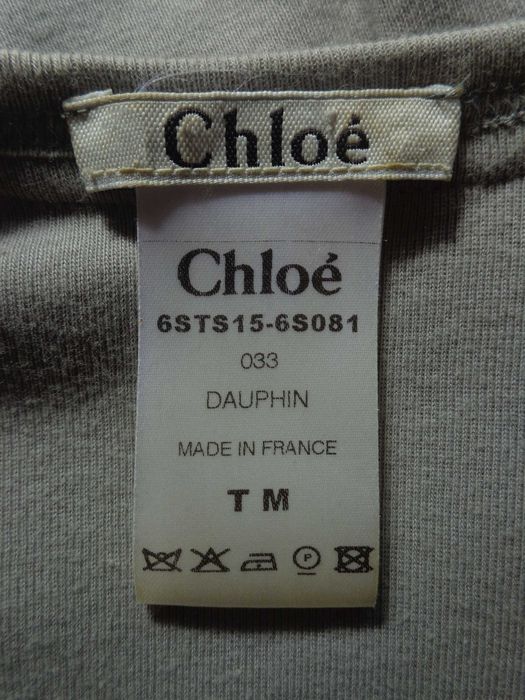 Chloé
Chloé
6STS15-6S081
033
DAUPHIN
MADE IN FRANCE
T M
P